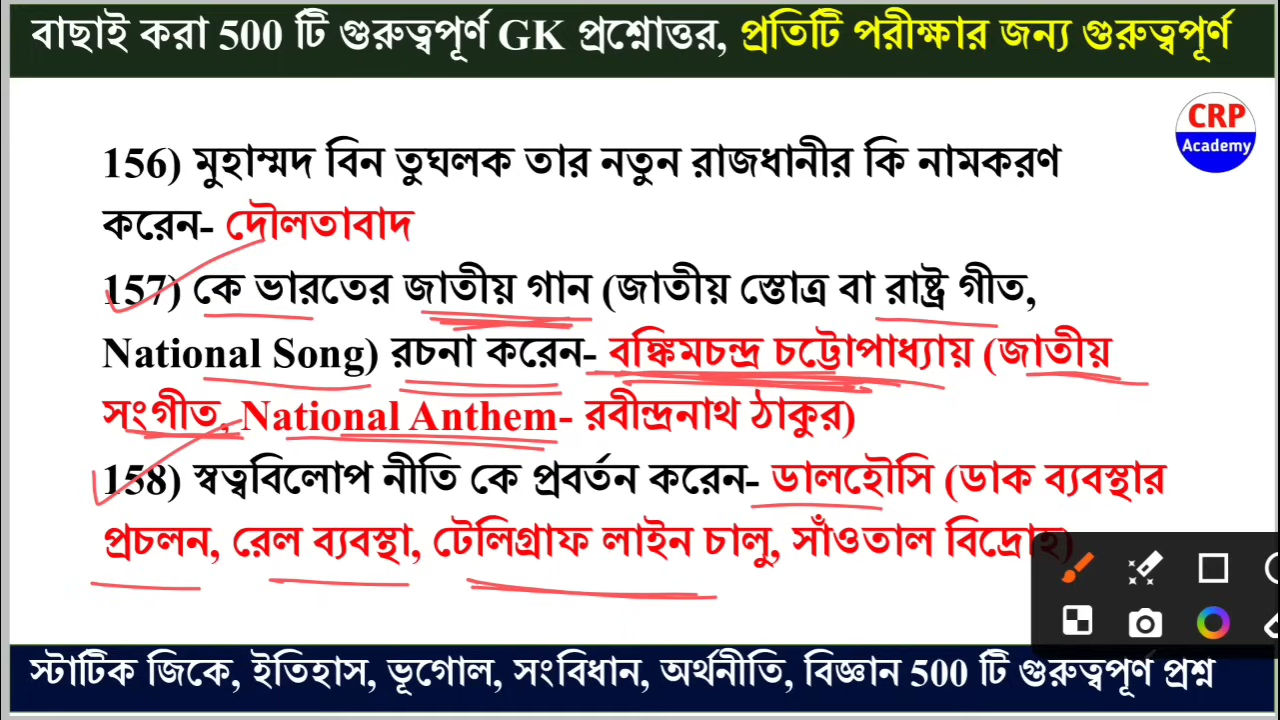 বাছাই করা 500 টি গুরুত্বপূর্ণ GK প্রশ্নোত্তর, প্রতিটি পরীক্ষার জন্য গুরুত্বপূর্ণ
CRP
Academy
156) মুহাম্মদ বিন তুঘলক তার নতুন রাজধানীর কি নামকরণ
করেন- দৌলতাবাদ
157) কে ভারতের জাতীয় গান (জাতীয় স্তোত্র বা রাষ্ট্র গীত,
National Song) রচনা করেন- বঙ্কিমচন্দ্র চট্টোপাধ্যায় (জাতীয়
সংগীত, National Anthem- রবীন্দ্রনাথ ঠাকুর)
158) স্বত্ববিলোপ নীতি কে প্রবর্তন করেন- ডালহৌসি (ডাক ব্যবস্থার
প্রচলন, রেল ব্যবস্থা, টেলিগ্রাফ লাইন চালু, সাঁওতাল বিদ্রোহ)
স্টাটিক জিকে, ইতিহাস, ভূগোল, সংবিধান, অর্থনীতি, বিজ্ঞান 500 টি গুরুত্বপূর্ণ প্রশ্ন